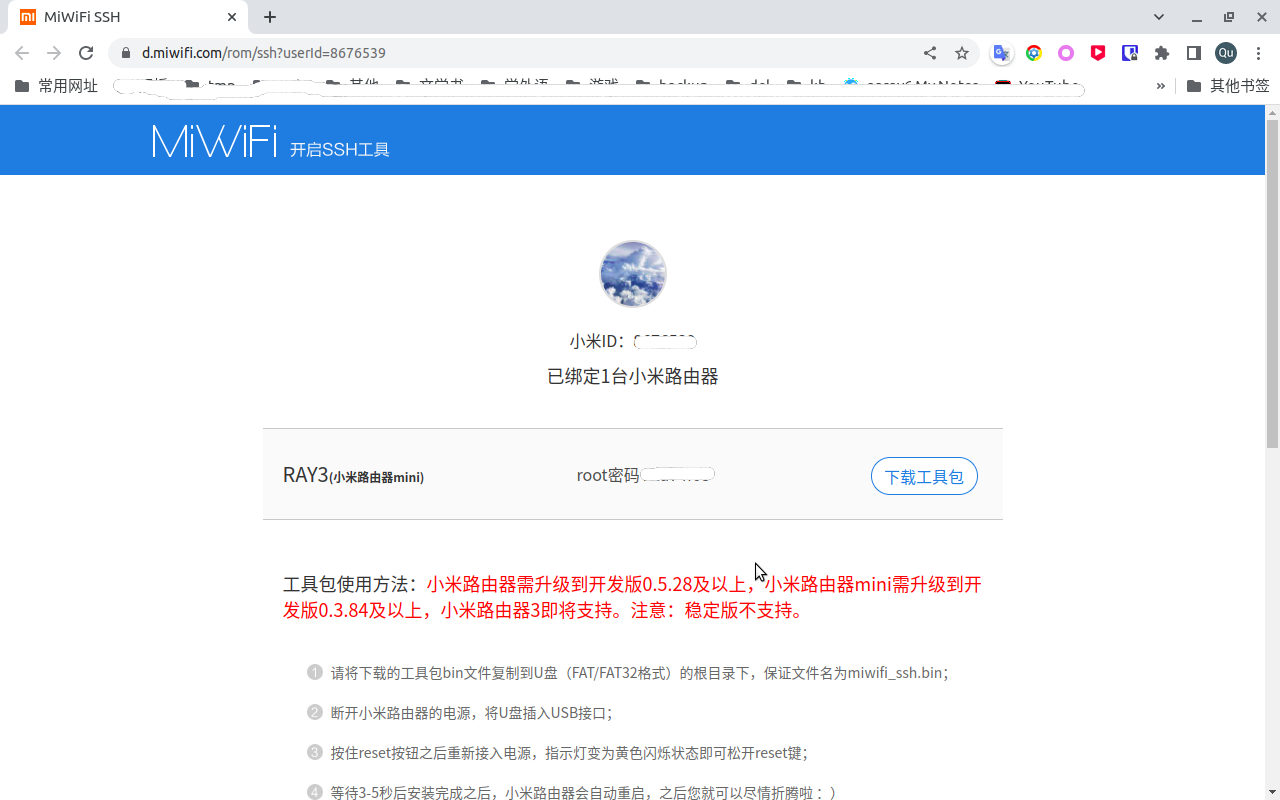 MiWiFi SSH
d.miwifi.com/rom/ssh?userId=8676539
Qu
常用网址
其他书签
MiWiFi 开启SSH工具
小米ID：
已绑定1台小米路由器
RAY3(小米路由器mini) root密码 下载工具包
工具包使用方法：小米路由器需升级到开发版0.5.28及以上，小米路由器mini需升级到开
发版0.3.84及以上，小米路由器3即将支持。注意：稳定版不支持。
1 请将下载的工具包bin文件复制到U盘（FAT/FAT32格式）的根目录下，保证文件名为miwifi_ssh.bin；
2 断开小米路由器的电源，将U盘插入USB接口；
3 按住reset按钮之后重新接入电源，指示灯变为黄色闪烁状态即可松开reset键；
4 等待3-5秒后安装完成之后，小米路由器会自动重启，之后您就可以尽情折腾啦 ：）